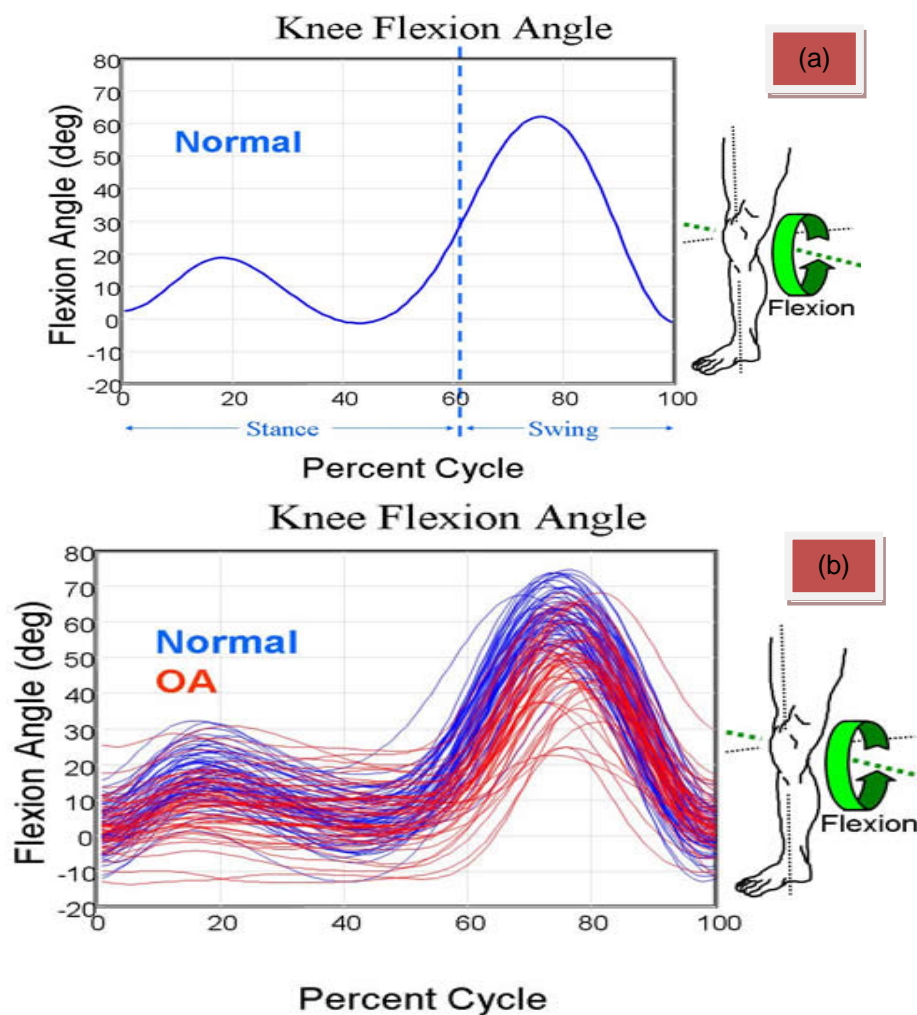 Knee Flexion Angle
(a)
80
70
60
50
40
30
20
10
0
-10
-20
Flexion Angle (deg)
Normal
Flexion
0 20 40 60 80 100
Stance Swing
Percent Cycle
Knee Flexion Angle
(b)
80
70
60
50
40
30
20
10
0
-10
-20
Flexion Angle (deg)
Normal
OA
Flexion
0 20 40 60 80 100
Percent Cycle